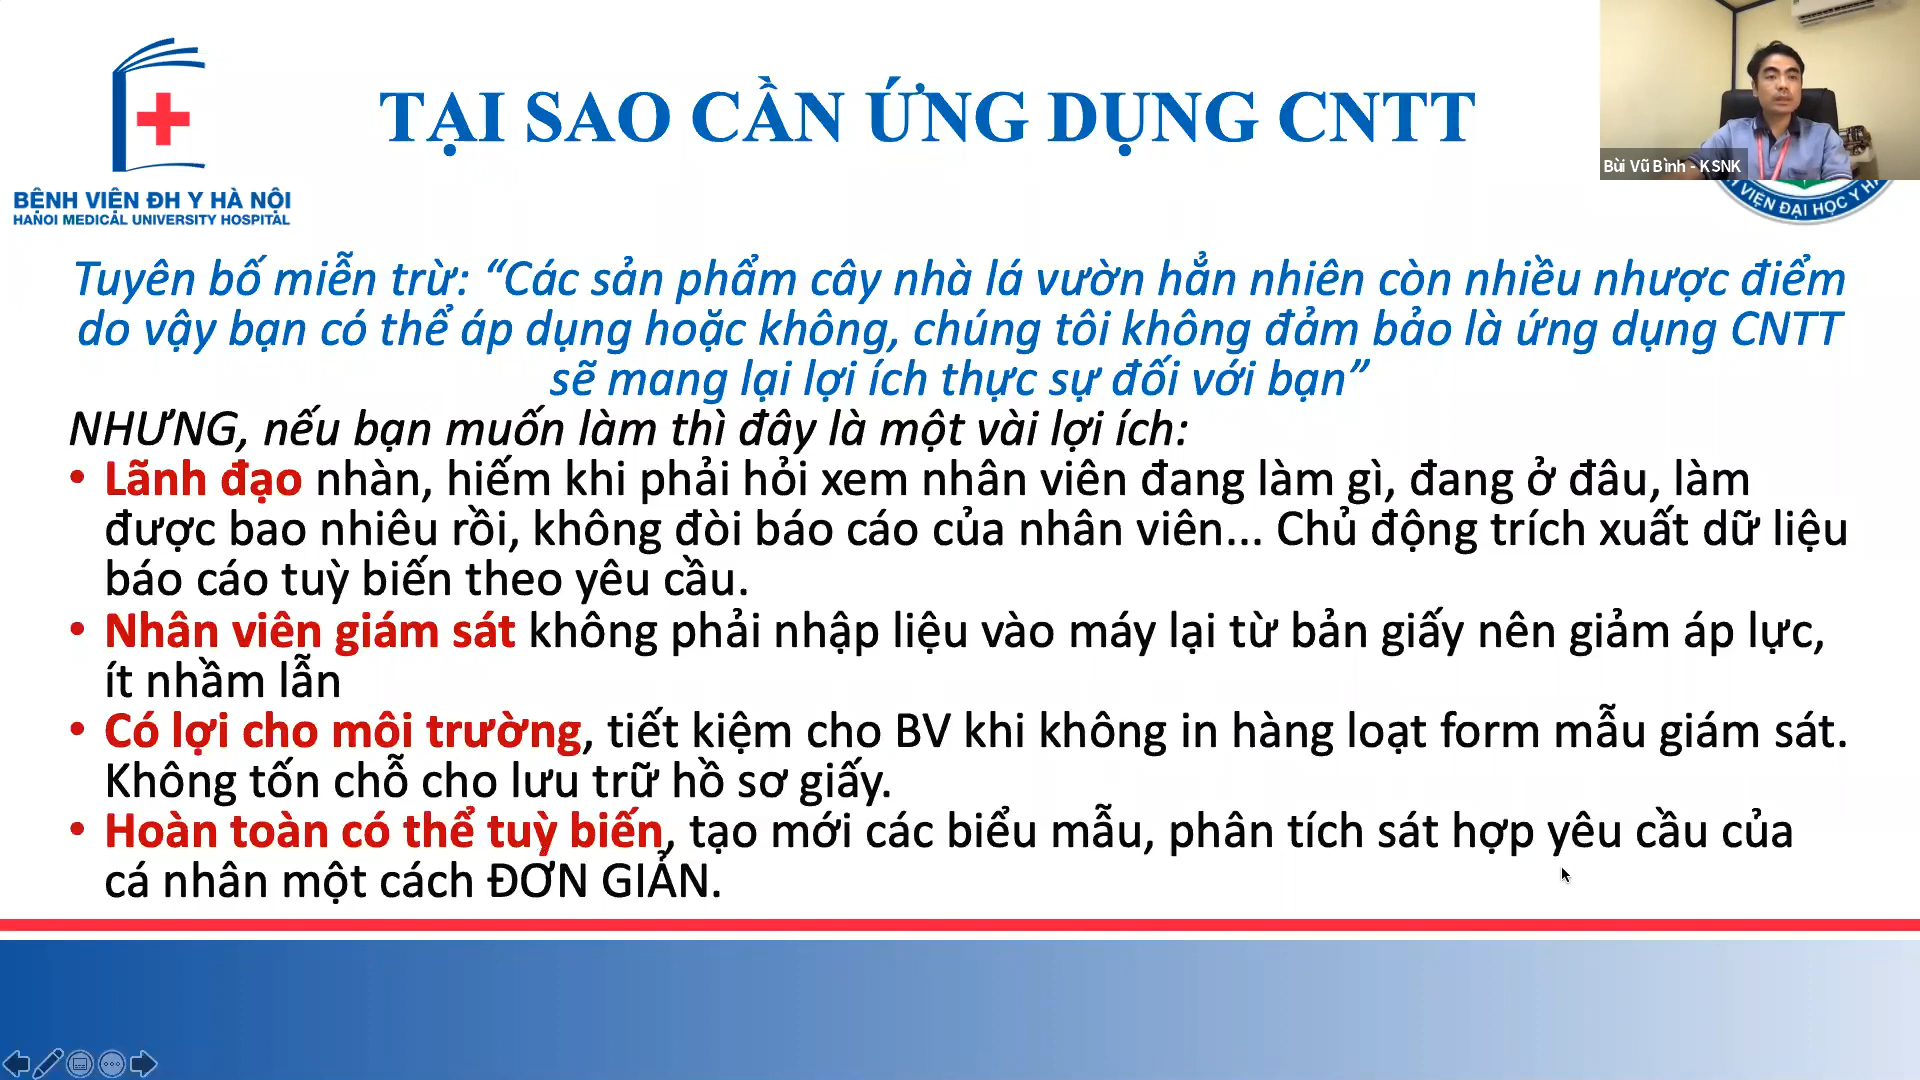 TẠI SAO CẦN ỨNG DỤNG CNTT
Bùi Vũ Bình - KSNK
BỆNH VIỆN ĐH Y HÀ NỘI
HANOI MEDICAL UNIVERSITY HOSPITAL
VIỆN ĐẠI HỌC Y
Tuyên bố miễn trừ: “Các sản phẩm cây nhà lá vườn hẳn nhiên còn nhiều nhược điểm
do vậy bạn có thể áp dụng hoặc không, chúng tôi không đảm bảo là ứng dụng CNTT
sẽ mang lại lợi ích thực sự đối với bạn”
NHƯNG, nếu bạn muốn làm thì đây là một vài lợi ích:
• Lãnh đạo nhàn, hiếm khi phải hỏi xem nhân viên đang làm gì, đang ở đâu, làm
được bao nhiêu rồi, không đòi báo cáo của nhân viên... Chủ động trích xuất dữ liệu
báo cáo tuỳ biến theo yêu cầu.
• Nhân viên giám sát không phải nhập liệu vào máy lại từ bản giấy nên giảm áp lực,
ít nhầm lẫn
• Có lợi cho môi trường, tiết kiệm cho BV khi không in hàng loạt form mẫu giám sát.
Không tốn chỗ cho lưu trữ hồ sơ giấy.
• Hoàn toàn có thể tuỳ biến, tạo mới các biểu mẫu, phân tích sát hợp yêu cầu của
cá nhân một cách ĐƠN GIẢN.